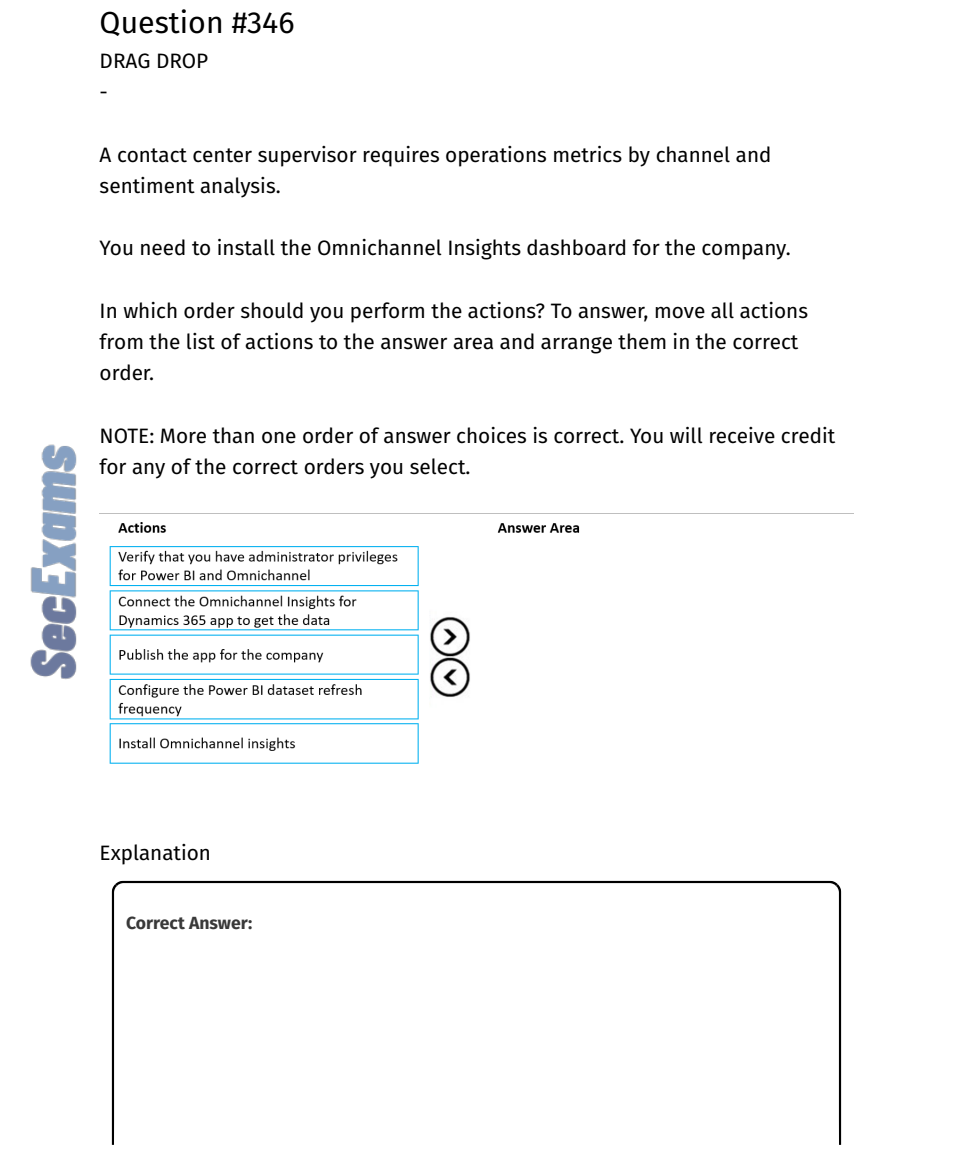 Question #346
DRAG DROP
-
A contact center supervisor requires operations metrics by channel and
sentiment analysis.
You need to install the Omnichannel Insights dashboard for the company.
In which order should you perform the actions? To answer, move all actions
from the list of actions to the answer area and arrange them in the correct
order.
NOTE: More than one order of answer choices is correct. You will receive credit
for any of the correct orders you select.
SecExams
Actions
Answer Area
Verify that you have administrator privileges
for Power BI and Omnichannel
Connect the Omnichannel Insights for
Dynamics 365 app to get the data
Publish the app for the company
Configure the Power BI dataset refresh
frequency
Install Omnichannel insights
Explanation
Correct Answer: